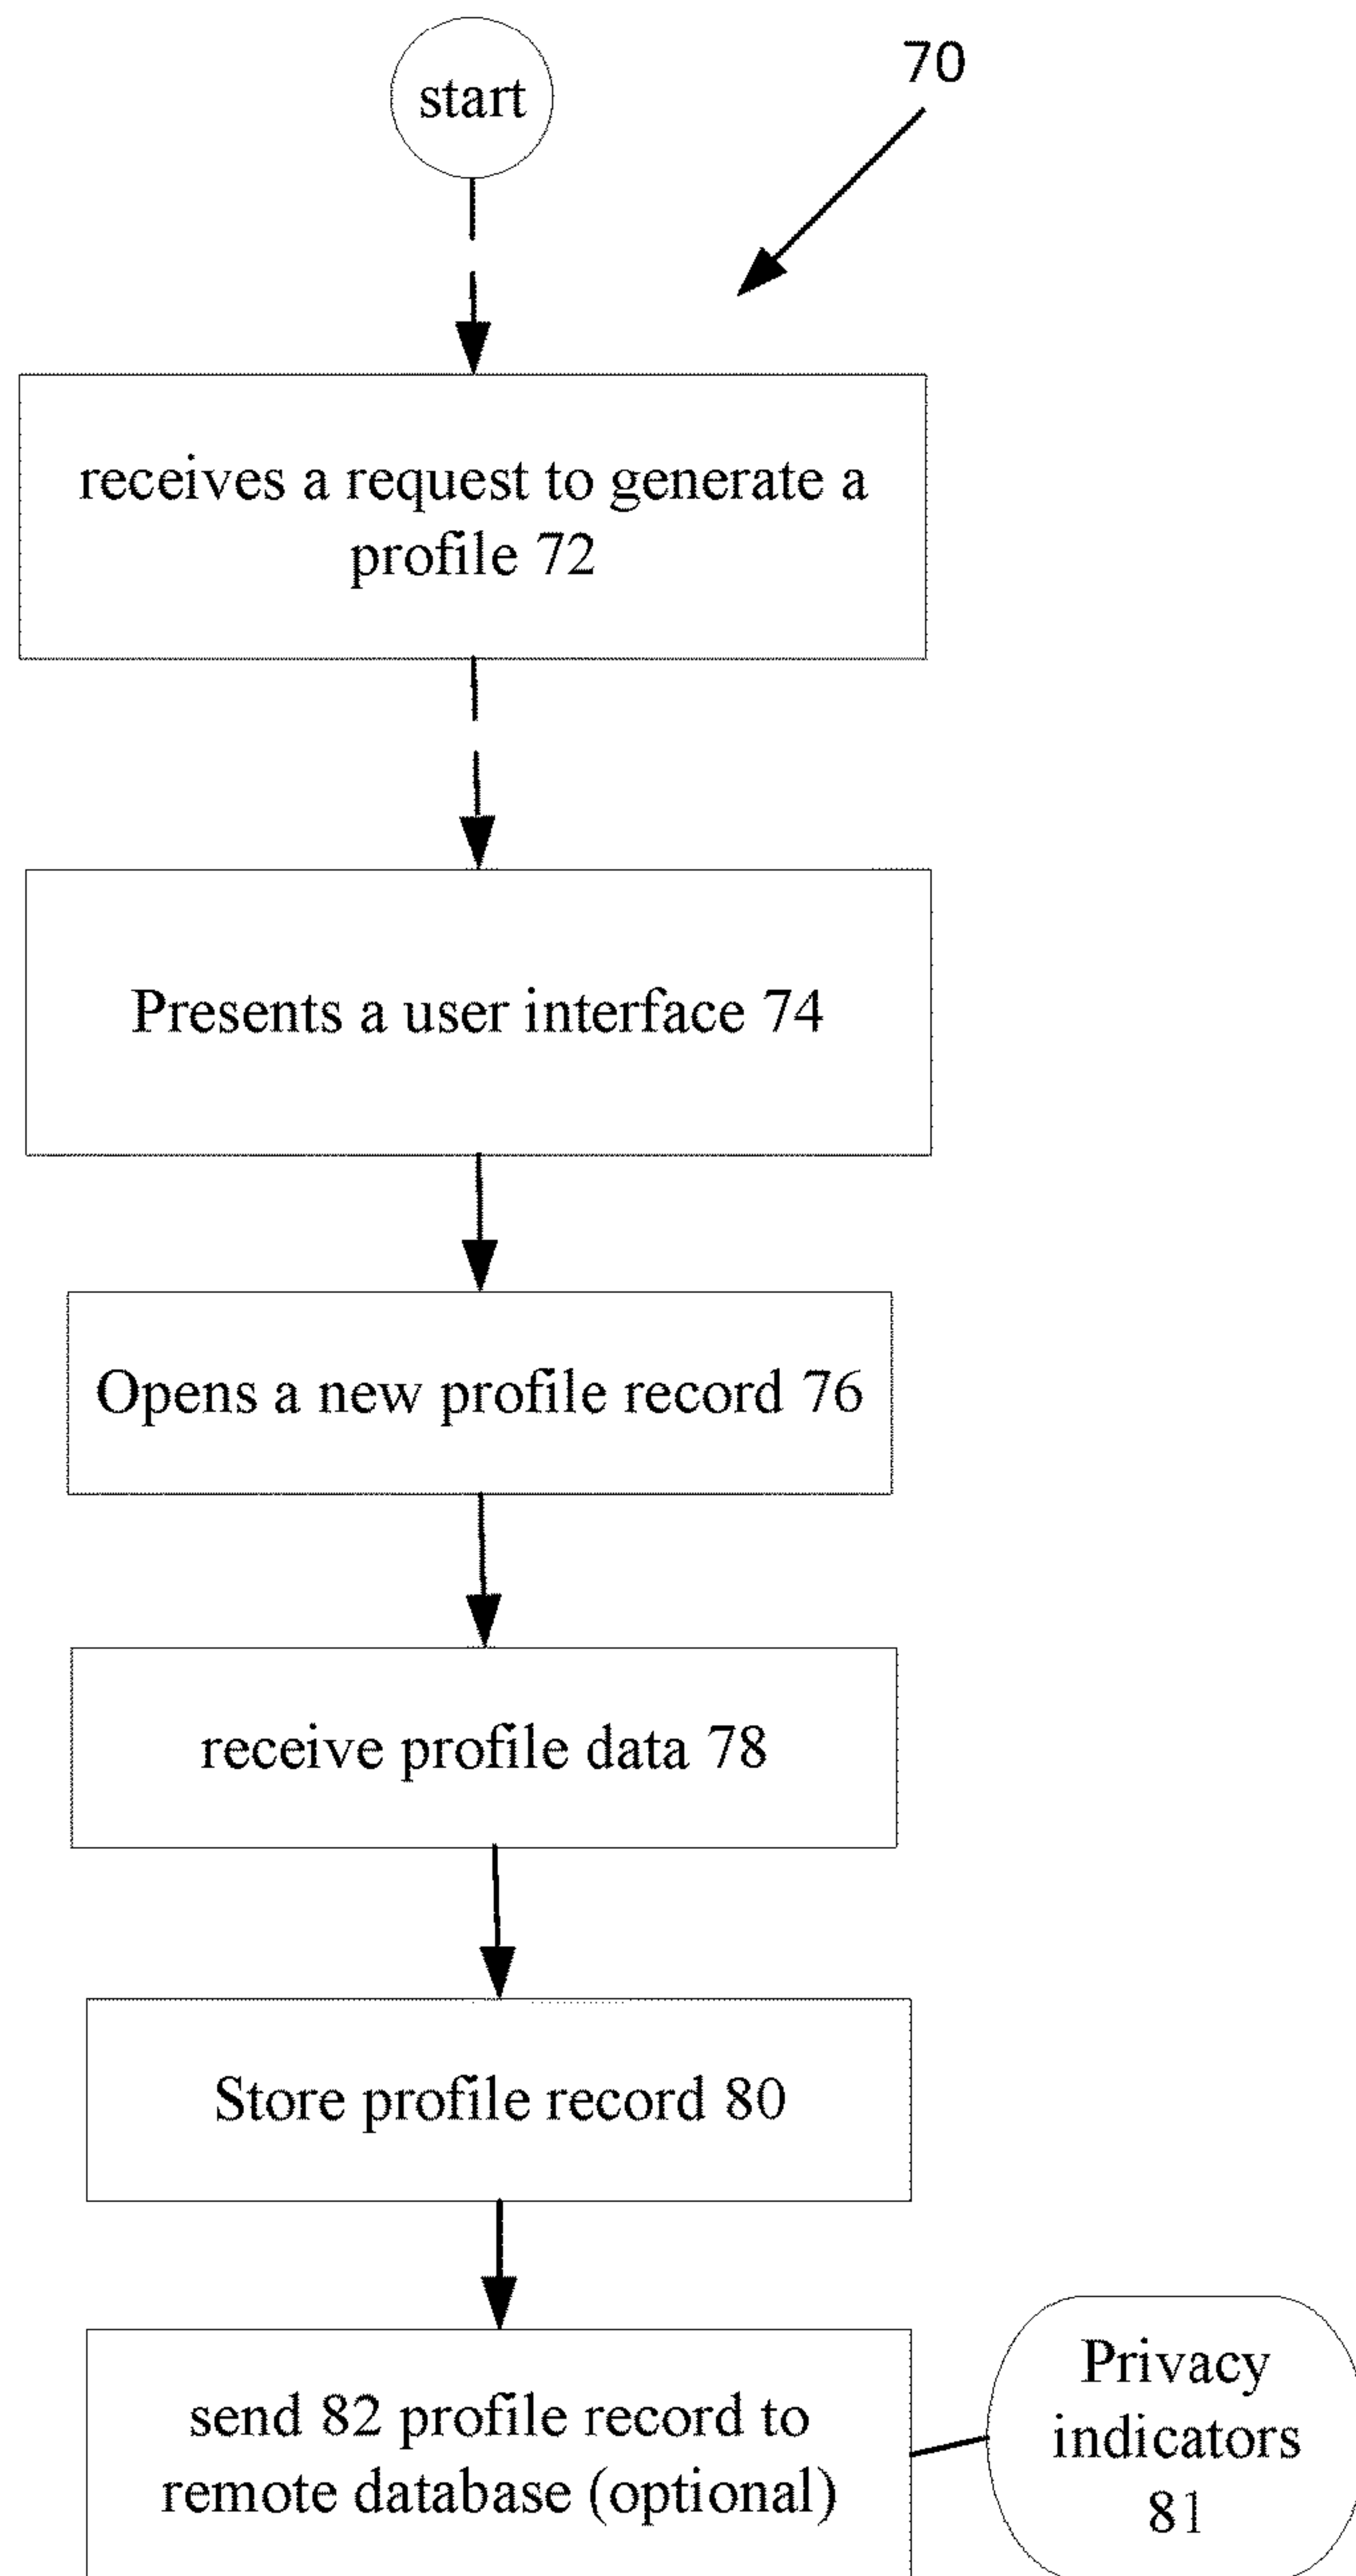 start
70
receives a request to generate a
profile 72
Presents a user interface 74
Opens a new profile record 76
receive profile data 78
Store profile record 80
send 82 profile record to
remote database (optional)
Privacy
indicators
81